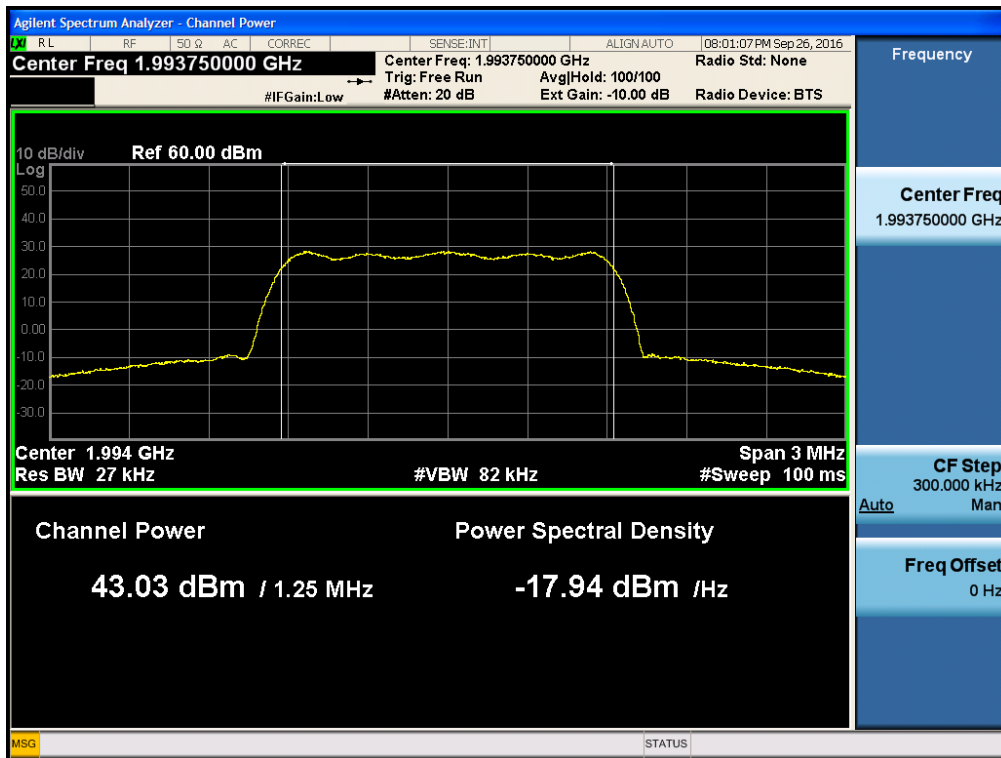 Agilent Spectrum Analyzer - Channel Power
LXI RL RF 50 Ω AC CORREC SENSE:INT ALIGN AUTO 08:01:07 PM Sep 26, 2016
Center Freq 1.993750000 GHz
#IFGain:Low
Center Freq: 1.993750000 GHz
Trig: Free Run Avg|Hold: 100/100
#Atten: 20 dB Ext Gain: -10.00 dB
Radio Std: None
Radio Device: BTS
10 dB/div Ref 60.00 dBm
Log
50.0
40.0
30.0
20.0
10.0
0.00
-10.0
-20.0
-30.0
Center 1.994 GHz Span 3 MHz
Res BW 27 kHz #VBW 82 kHz #Sweep 100 ms
Channel Power Power Spectral Density
43.03 dBm / 1.25 MHz -17.94 dBm /Hz
Frequency
Center Freq
1.993750000 GHz
CF Step
300.000 kHz
Auto Man
Freq Offset
0 Hz
MSG STATUS